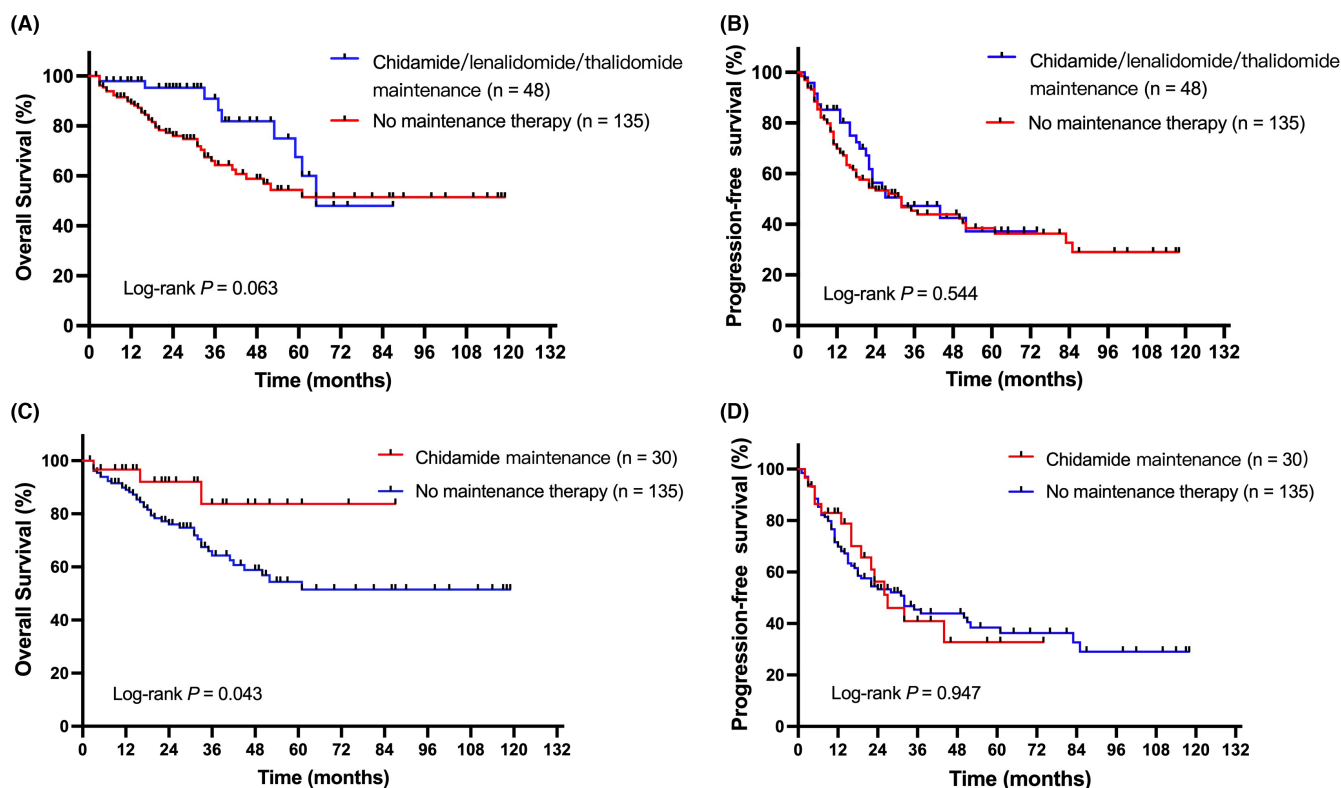 (A)
Chidamide/lenalidomide/thalidomide
maintenance (n = 48)
No maintenance therapy (n = 135)
Overall Survival (%)
100
80
60
40
20
0
Log-rank P = 0.063
0 12 24 36 48 60 72 84 96 108 120 132
Time (months)
(B)
Chidamide/lenalidomide/thalidomide
maintenance (n = 48)
No maintenance therapy (n = 135)
Progression-free survival (%)
100
80
60
40
20
0
Log-rank P = 0.544
0 12 24 36 48 60 72 84 96 108 120 132
Time (months)
(C)
Chidamide maintenance (n = 30)
No maintenance therapy (n = 135)
Overall Survival (%)
100
80
60
40
20
0
Log-rank P = 0.043
0 12 24 36 48 60 72 84 96 108 120 132
Time (months)
(D)
Chidamide maintenance (n = 30)
No maintenance therapy (n = 135)
Progression-free survival (%)
100
80
60
40
20
0
Log-rank P = 0.947
0 12 24 36 48 60 72 84 96 108 120 132
Time (months)